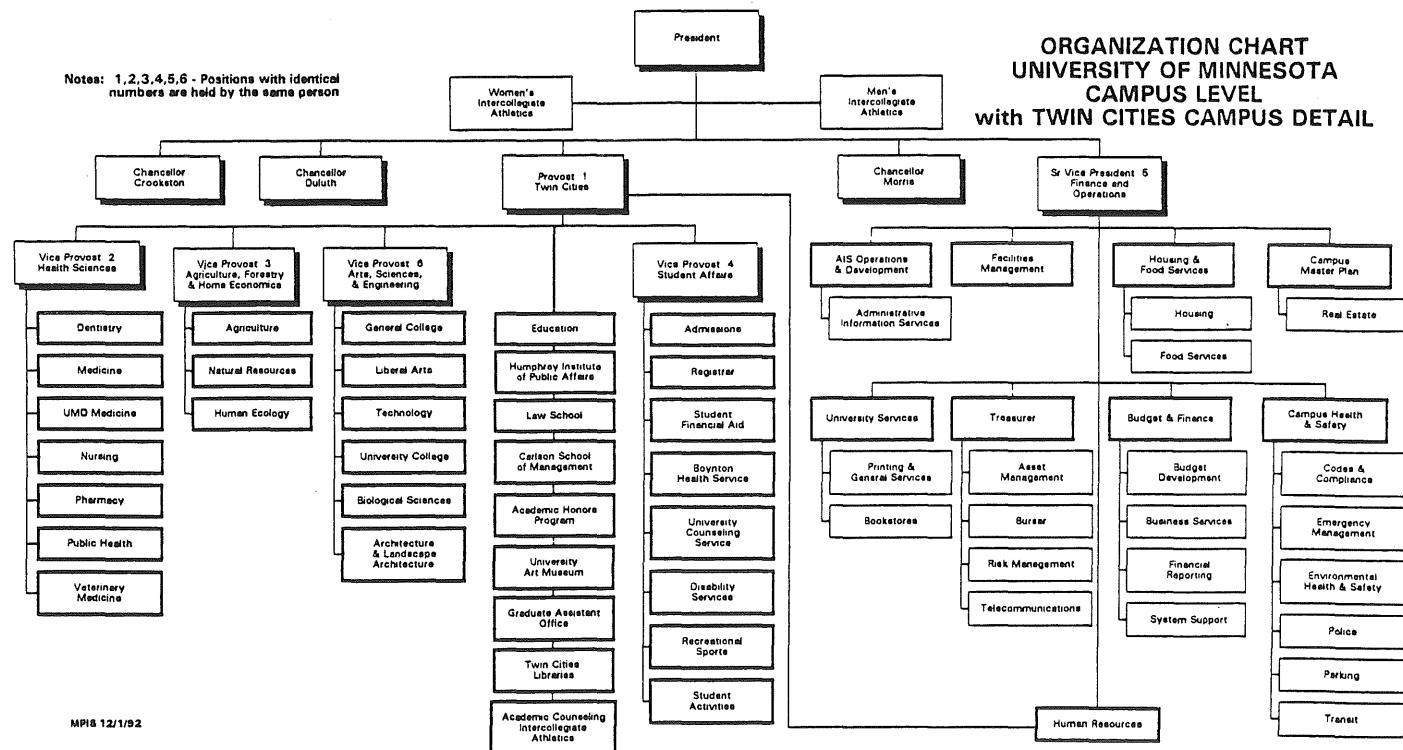 President
ORGANIZATION CHART
UNIVERSITY OF MINNESOTA
CAMPUS LEVEL
with TWIN CITIES CAMPUS DETAIL
Notes: 1,2,3,4,5,6 - Positions with identical
numbers are held by the same person
Women's
Intercollegiate
Athletics
Men's
Intercollegiate
Athletics
Chancellor
Crookston
Chancellor
Duluth
Provost 1
Twin Cities
Chancellor
Morris
Sr Vice President 5
Finance and
Operations
Vice Provost 2
Health Sciences
Dentistry
Medicine
UMD Medicine
Nursing
Pharmacy
Public Health
Veterinary
Medicine
Vice Provost 3
Agriculture, Forestry
& Home Economics
Agriculture
Natural Resources
Human Ecology
Vice Provost 6
Arts, Sciences,
& Engineering
General College
Liberal Arts
Technology
University College
Biological Sciences
Architecture
& Landscape
Architecture
Education
Humphrey Institute
of Public Affairs
Law School
Carlson School
of Management
Academic Honors
Program
University
Art Museum
Graduate Assistant
Office
Twin Cities
Libraries
Academic Counseling
Intercollegiate
Athletics
Vice Provost 4
Student Affairs
Admissions
Registrar
Student
Financial Aid
Boynton
Health Service
University
Counseling
Service
Disability
Services
Recreational
Sports
Student
Activities
AIS Operations
& Development
Administrative
Information Services
Facilities
Management
Housing &
Food Services
Housing
Food Services
Campus
Master Plan
Real Estate
University Services
Printing &
General Services
Bookstores
Treasurer
Asset
Management
Bursar
Risk Management
Telecommunications
Budget & Finance
Budget
Development
Business Services
Financial
Reporting
System Support
Campus Health
& Safety
Codes &
Compliance
Emergency
Management
Environmental
Health & Safety
Police
Parking
Transit
Human Resources
MPIS 12/1/92